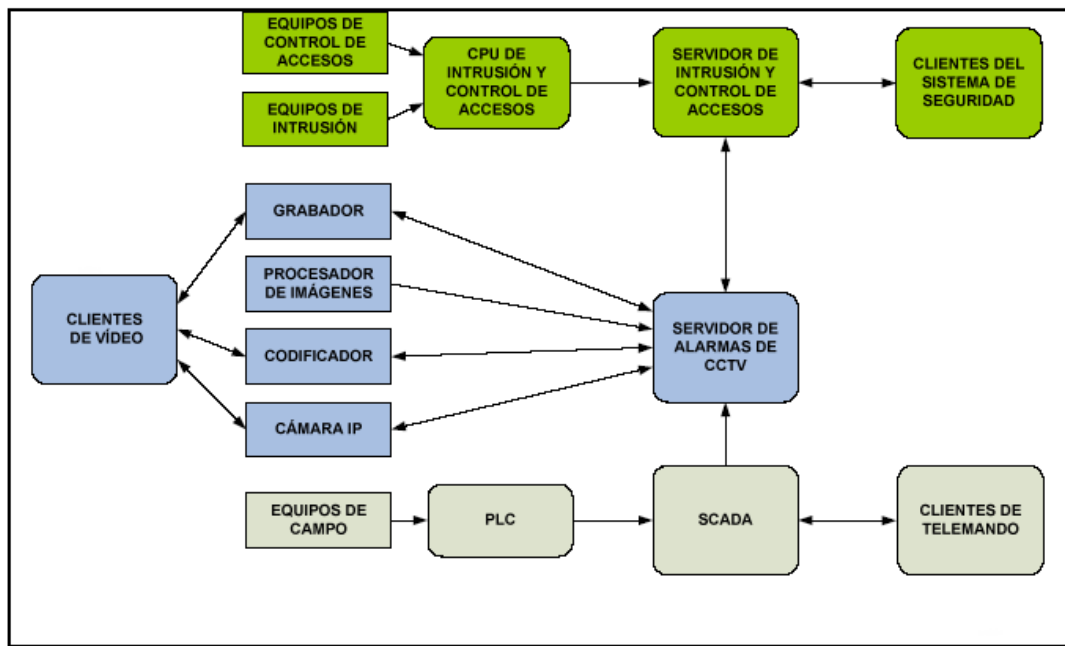 EQUIPOS DE
CONTROL DE
ACCESOS
EQUIPOS DE
INTRUSIÓN
CPU DE
INTRUSIÓN Y
CONTROL DE
ACCESOS
SERVIDOR DE
INTRUSIÓN Y
CONTROL DE
ACCESOS
CLIENTES DEL
SISTEMA DE
SEGURIDAD
CLIENTES
DE VÍDEO
GRABADOR
PROCESADOR
DE IMÁGENES
CODIFICADOR
CÁMARA IP
SERVIDOR DE
ALARMAS DE
CCTV
EQUIPOS DE
CAMPO
PLC
SCADA
CLIENTES DE
TELEMANDO